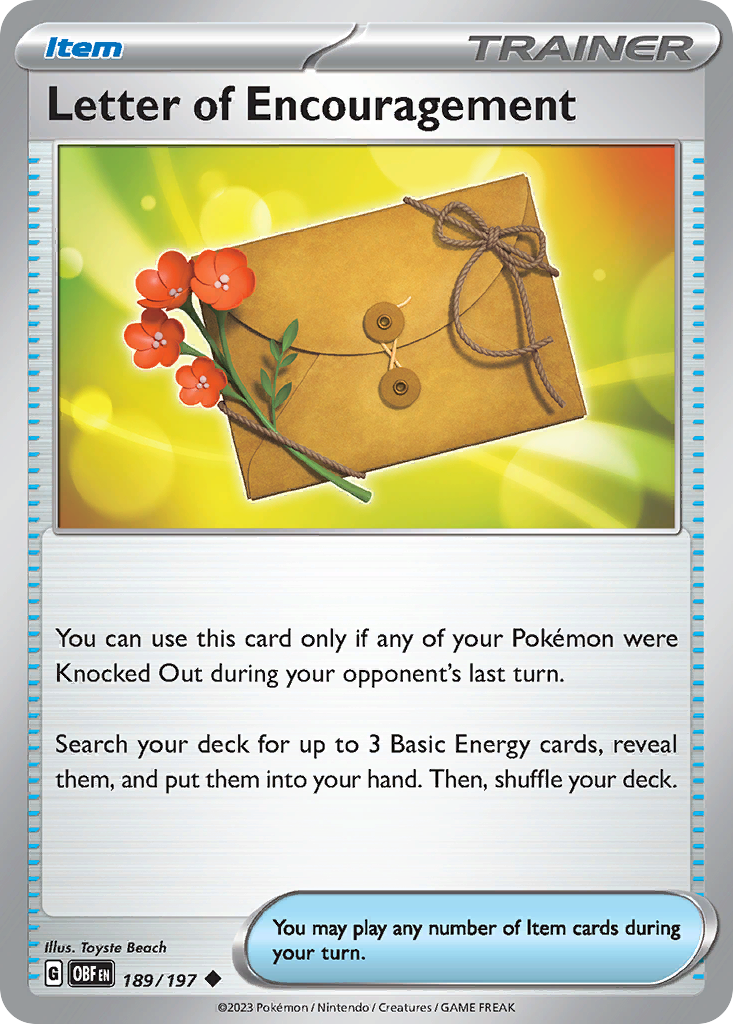 Item
TRAINER
Letter of Encouragement
You can use this card only if any of your Pokémon were
Knocked Out during your opponent's last turn.
Search your deck for up to 3 Basic Energy cards, reveal
them, and put them into your hand. Then, shuffle your deck.
You may play any number of Item cards during
your turn.
Illus. Toyste Beach
G OBF EN 189/197
©2023 Pokémon / Nintendo / Creatures / GAME FREAK